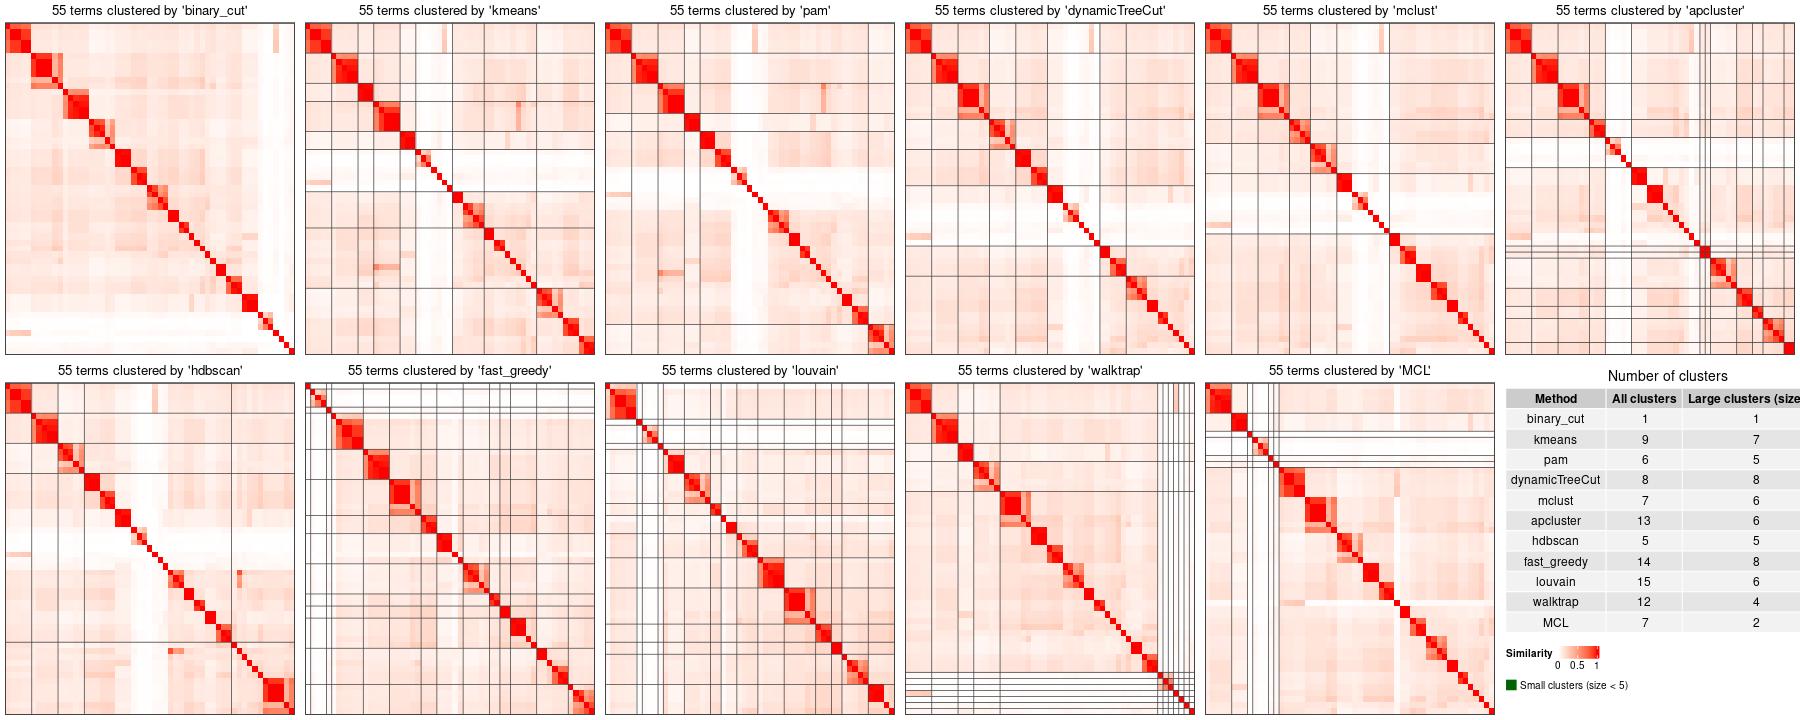 55 terms clustered by 'binary_cut'
55 terms clustered by 'kmeans'
55 terms clustered by 'pam'
55 terms clustered by 'dynamicTreeCut'
55 terms clustered by 'mclust'
55 terms clustered by 'apcluster'
55 terms clustered by 'hdbscan'
55 terms clustered by 'fast_greedy'
55 terms clustered by 'louvain'
55 terms clustered by 'walktrap'
55 terms clustered by 'MCL'
Number of clusters
Method All clusters Large clusters (size
binary_cut 1 1
kmeans 9 7
pam 6 5
dynamicTreeCut 8 8
mclust 7 6
apcluster 13 6
hdbscan 5 5
fast_greedy 14 8
louvain 15 6
walktrap 12 4
MCL 7 2
Similarity
0 0.5 1
Small clusters (size < 5)